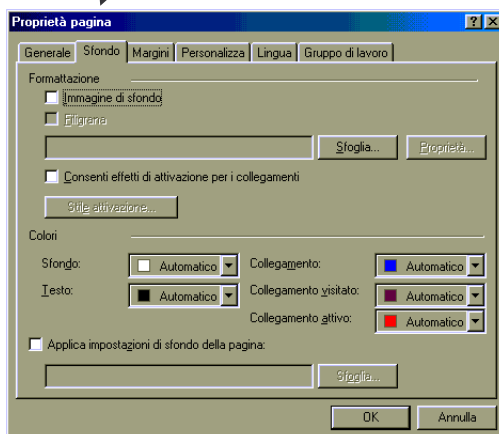 Proprietà pagina
Generale Sfondo Margini Personalizza Lingua Gruppo di lavoro
Formattazione
Immagine di sfondo
Filigrana
Sfoglia... Proprietà...
Consenti effetti di attivazione per i collegamenti
Stile attivazione...
Colori
Sfondo: Automatico Collegamento: Automatico
Testo: Automatico Collegamento visitato: Automatico
Collegamento attivo: Automatico
Applica impostazioni di sfondo della pagina:
Sfoglia...
OK Annulla